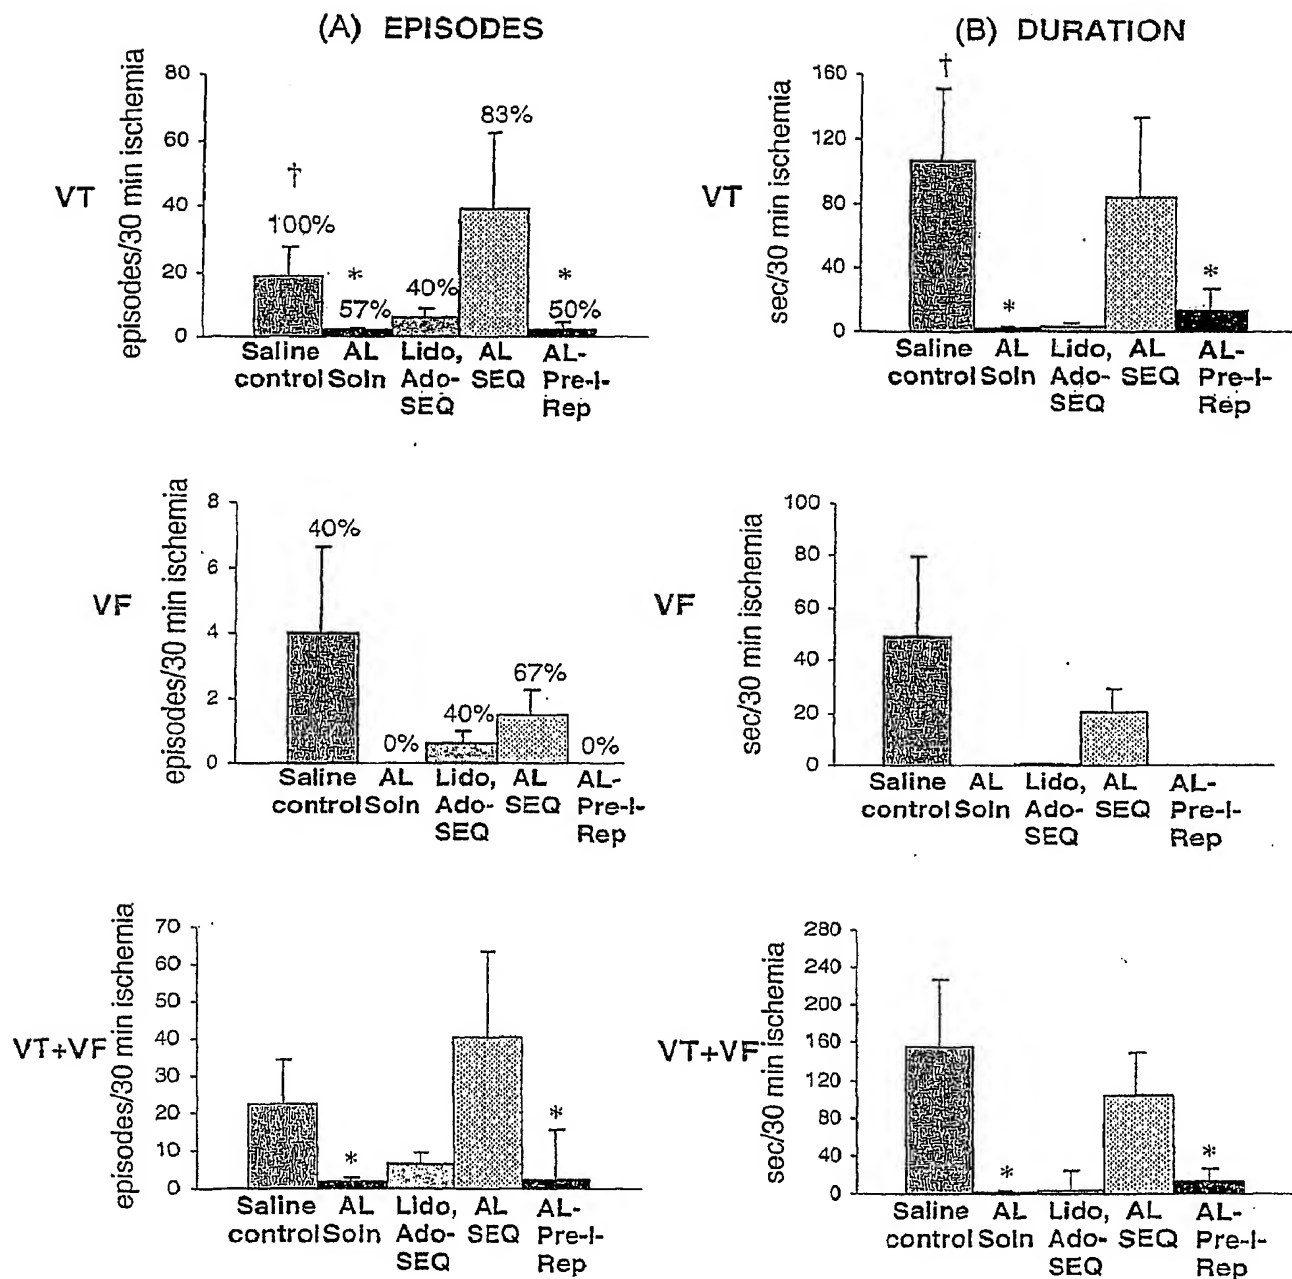 (A) EPISODES
VT
episodes/30 min ischemia
80
60
40
20
0
†
100%
*
57%
40%
83%
*
50%
Saline AL Lido, AL AL-
control Soln Ado- SEQ Pre-I-
SEQ Rep
(B) DURATION
VT
sec/30 min ischemia
160
120
80
40
0
†
*
*
Saline AL Lido, AL AL-
control Soln Ado- SEQ Pre-I-
SEQ Rep
VF
episodes/30 min ischemia
8
6
4
2
0
40%
0%
40%
67%
0%
Saline AL Lido, AL AL-
control Soln Ado- SEQ Pre-I-
SEQ Rep
VF
sec/30 min ischemia
100
80
60
40
20
0
Saline AL Lido, AL AL-
control Soln Ado- SEQ Pre-I-
SEQ Rep
VT+VF
episodes/30 min ischemia
70
60
50
40
30
20
10
0
*
*
Saline AL Lido, AL AL-
control Soln Ado- SEQ Pre-I-
SEQ Rep
VT+VF
sec/30 min ischemia
280
240
200
160
120
80
40
0
*
*
Saline AL Lido, AL AL-
control Soln Ado- SEQ Pre-I-
SEQ Rep